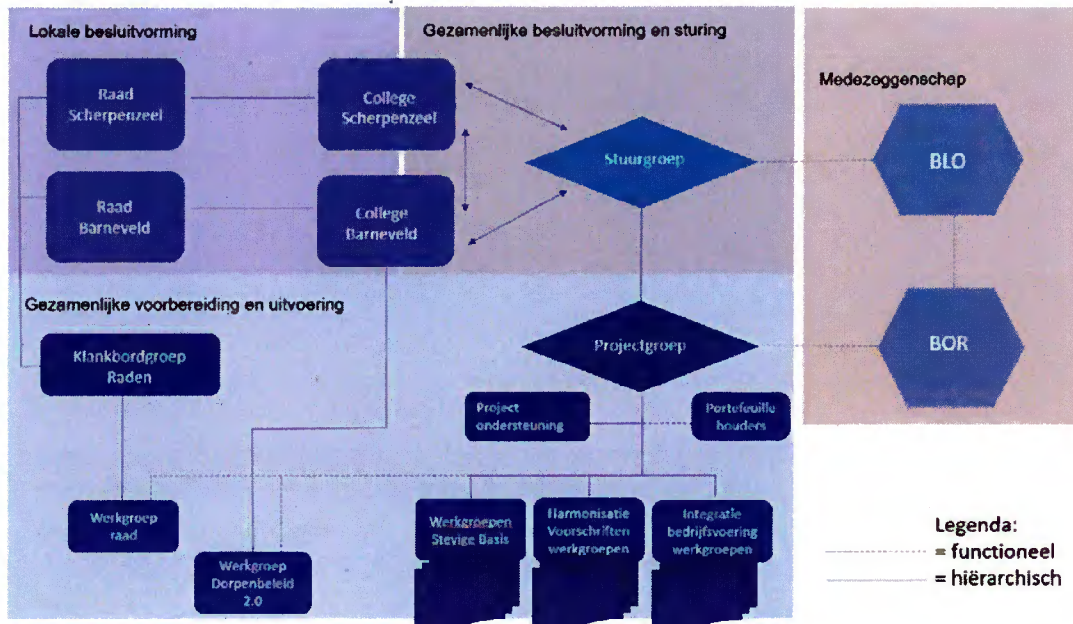 Lokale besluitvorming
Gezamenlijke besluitvorming en sturing
Medezeggenschap
Raad
Scherpenzeel
College
Scherpenzeel
Stuurgroep
BLO
Raad
Barneveld
College
Barneveld
Gezamenlijke voorbereiding en uitvoering
Klankbordgroep
Raden
Projectgroep
BOR
Project
ondersteuning
Portefeuille
houders
Werkgroep
raad
Werkgroep
Dorpenbeleid
2.0
Werkgroepen
Stevige Basis
Harmonisatie
Voorschriften
werkgroepen
Integratie
bedrijfsvoering
werkgroepen
Legenda:
= functioneel
= hiërarchisch